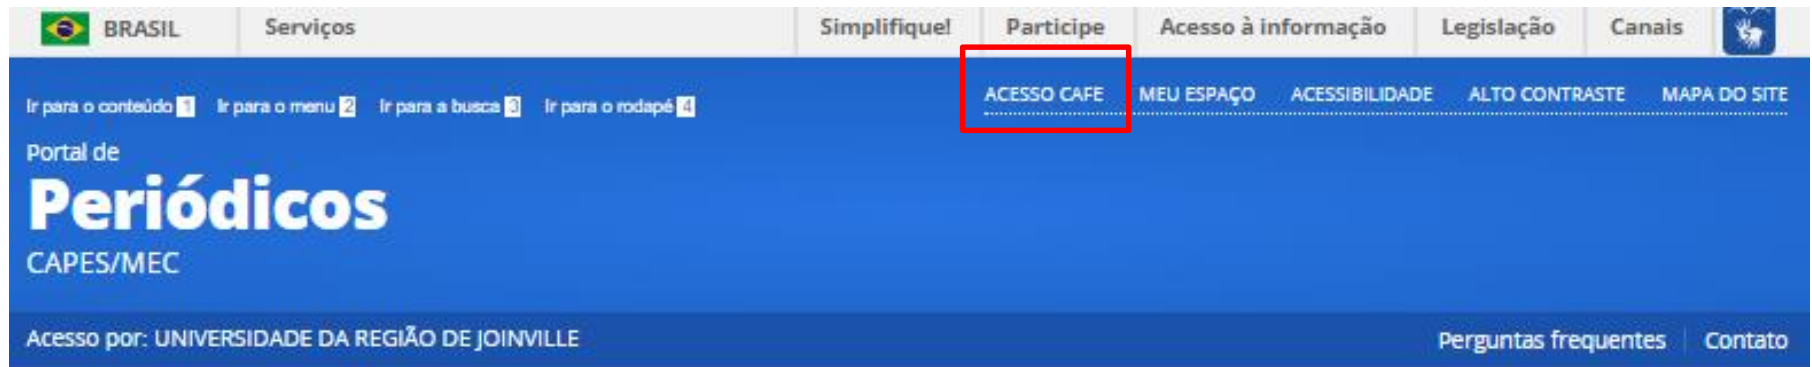 BRASIL Serviços Simplifique! Participe Acesso à informação Legislação Canais
ACESSO CAFE MEU ESPAÇO ACESSIBILIDADE ALTO CONTRASTE MAPA DO SITE
Ir para o conteúdo 1 Ir para o menu 2 Ir para a busca 3 Ir para o rodapé 4
Portal de
Periódicos
CAPES/MEC
Acesso por: UNIVERSIDADE DA REGIÃO DE JOINVILLE Perguntas frequentes Contato